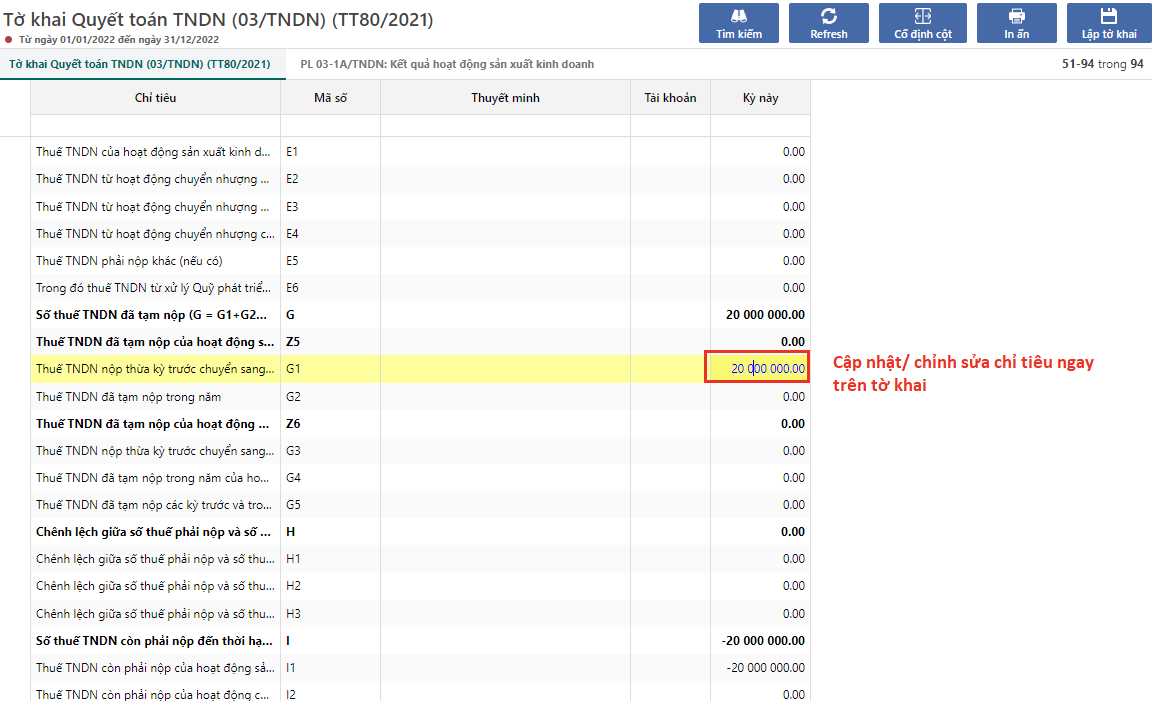 Tờ khai Quyết toán TNDN (03/TNDN) (TT80/2021)
Từ ngày 01/01/2022 đến ngày 31/12/2022
Tìm kiếm Refresh Cố định cột In ấn Lập tờ khai
Tờ khai Quyết toán TNDN (03/TNDN) (TT80/2021) PL 03-1A/TNDN: Kết quả hoạt động sản xuất kinh doanh 51-94 trong 94
Chỉ tiêu Mã số Thuyết minh Tài khoản Kỳ này
Thuế TNDN của hoạt động sản xuất kinh d... E1 0.00
Thuế TNDN từ hoạt động chuyển nhượng ... E2 0.00
Thuế TNDN từ hoạt động chuyển nhượng ... E3 0.00
Thuế TNDN từ hoạt động chuyển nhượng c... E4 0.00
Thuế TNDN phải nộp khác (nếu có) E5 0.00
Trong đó thuế TNDN từ xử lý Quỹ phát triể... E6 0.00
Số thuế TNDN đã tạm nộp (G = G1+G2... G 20 000 000.00
Thuế TNDN đã tạm nộp của hoạt động s... Z5 0.00
Thuế TNDN nộp thừa kỳ trước chuyển sang... G1 20 000 000.00
Cập nhật/ chỉnh sửa chỉ tiêu ngay
trên tờ khai
Thuế TNDN đã tạm nộp trong năm G2 0.00
Thuế TNDN đã tạm nộp của hoạt động ... Z6 0.00
Thuế TNDN nộp thừa kỳ trước chuyển sang... G3 0.00
Thuế TNDN đã tạm nộp trong năm của ho... G4 0.00
Thuế TNDN đã tạm nộp các kỳ trước và tro... G5 0.00
Chênh lệch giữa số thuế phải nộp và số ... H 0.00
Chênh lệch giữa số thuế phải nộp và số thu... H1 0.00
Chênh lệch giữa số thuế phải nộp và số thu... H2 0.00
Chênh lệch giữa số thuế phải nộp và số thu... H3 0.00
Số thuế TNDN còn phải nộp đến thời hạ... I -20 000 000.00
Thuế TNDN còn phải nộp của hoạt động sả... I1 -20 000 000.00
Thuế TNDN còn phải nộp của hoạt động c... I2 0.00